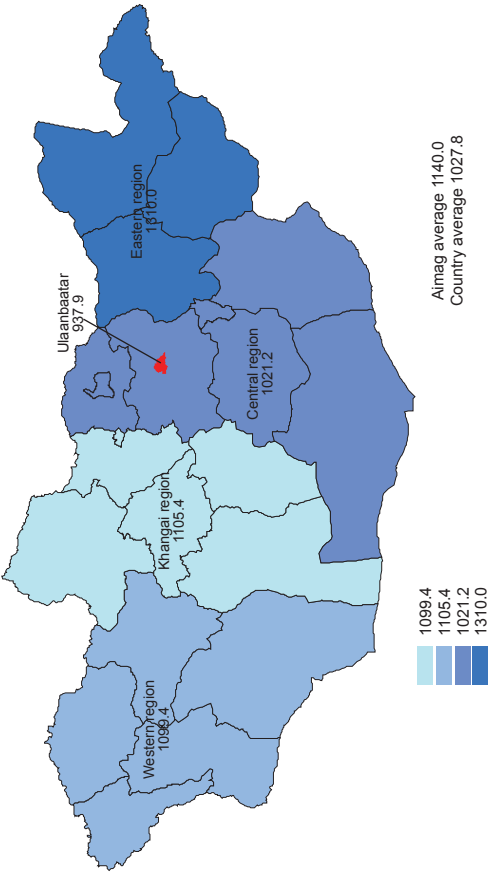 Ulaanbaatar
937.9
Eastern region
1310.0
Central region
1021.2
Khangai region
1105.4
Western region
1099.4
1099.4
1105.4
1021.2
1310.0
Aimag average 1140.0
Country average 1027.8